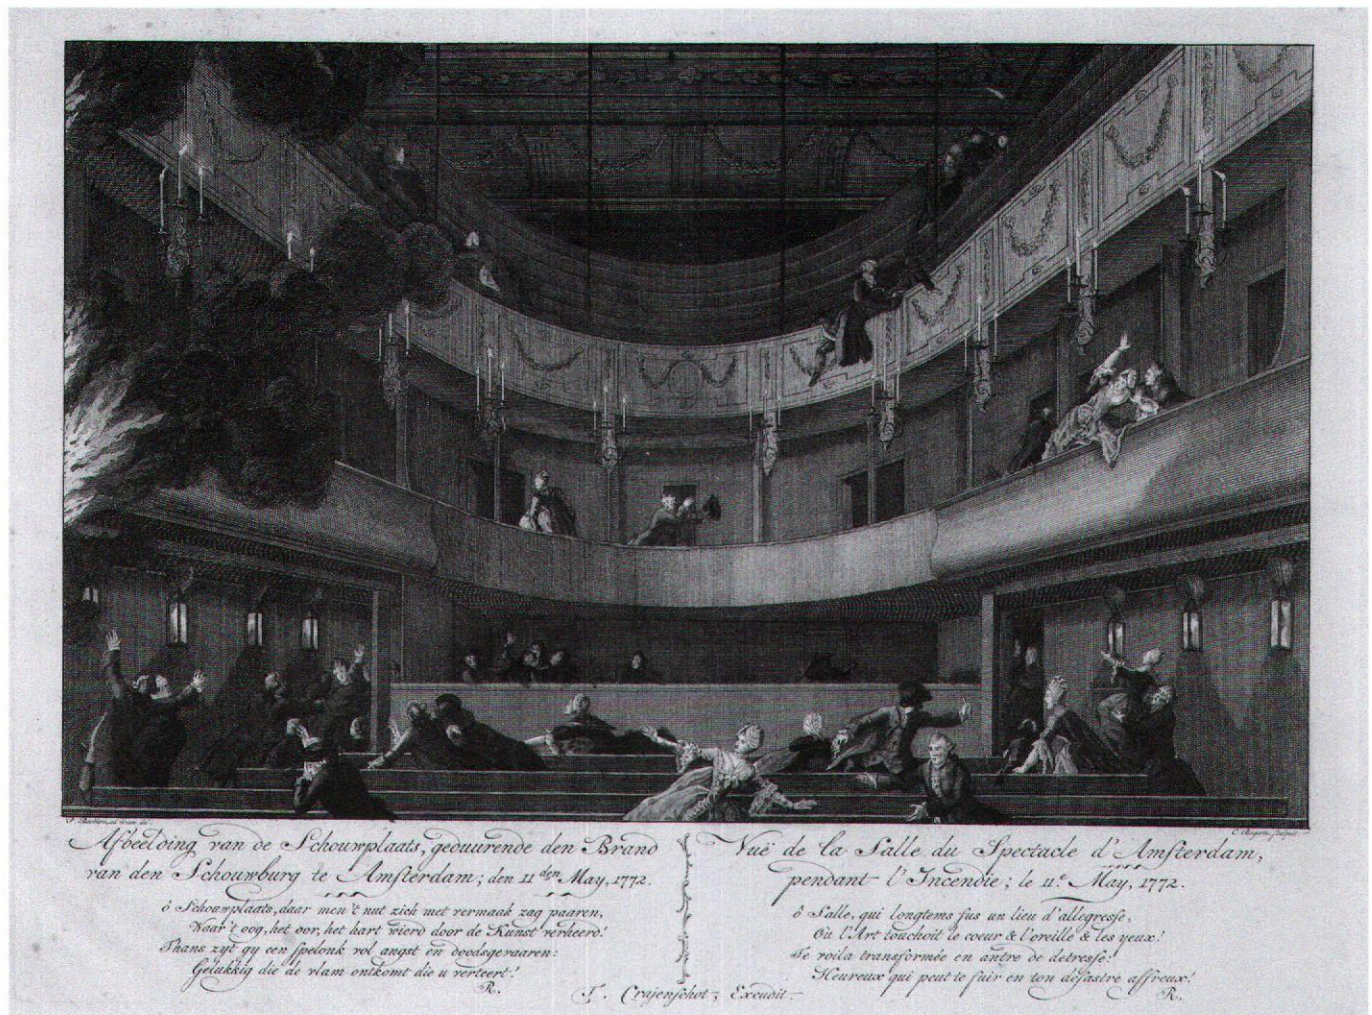 Afbeelding van de Schouwplaats, geduurende den Brand
van den Schouwburg te Amsterdam; den 11den May, 1772.
ô Schouwplaats, daar men 't nut zich met vermaak zag paaren,
Waar 't oog, het oor, het hart wierd door de Kunst verheerd!
Thans zyt gy een spelonk vol angst en doodsgevaaren:
Gelukkig die de vlam ontkomt die u verteert!
R.
Vuë de la Salle du Spectacle d'Amsterdam,
pendant l'Incendie; le 11e. May, 1772.
ô Salle, qui longtems fus un lieu d'allegresse,
Où l'Art touchoit le coeur & l'oreille & les yeux!
Te voila transformée en antre de detresse!
Heureux qui peut te fuir en ton désastre affreux!
R.
Crajenschot, Excudit.